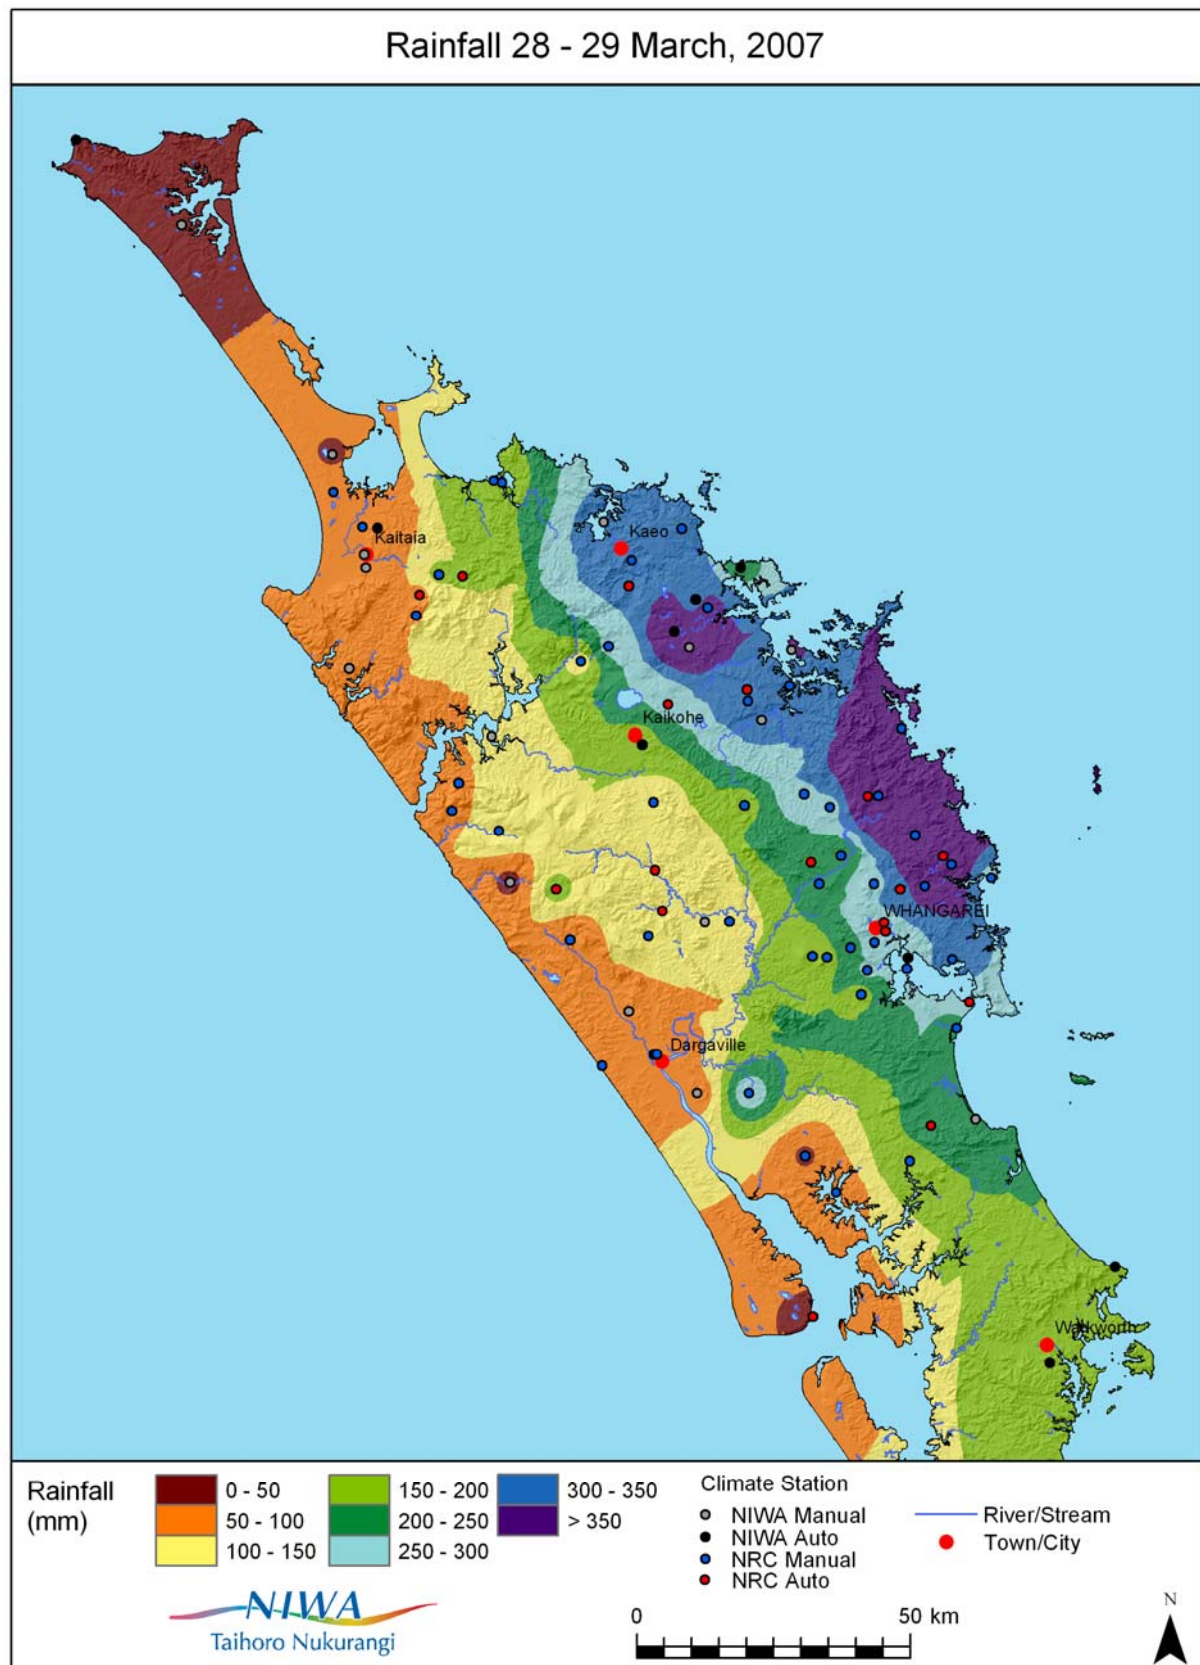 Rainfall 28 - 29 March, 2007
Kaeo
Kaitaia
Kaikohe
WHANGAREI
Dargaville
Warkworth
Rainfall
(mm)
0 - 50
50 - 100
100 - 150
150 - 200
200 - 250
250 - 300
300 - 350
> 350
Climate Station
NIWA Manual
NIWA Auto
NRC Manual
NRC Auto
River/Stream
Town/City
NIWA
Taihoro Nukurangi
0 50 km
N